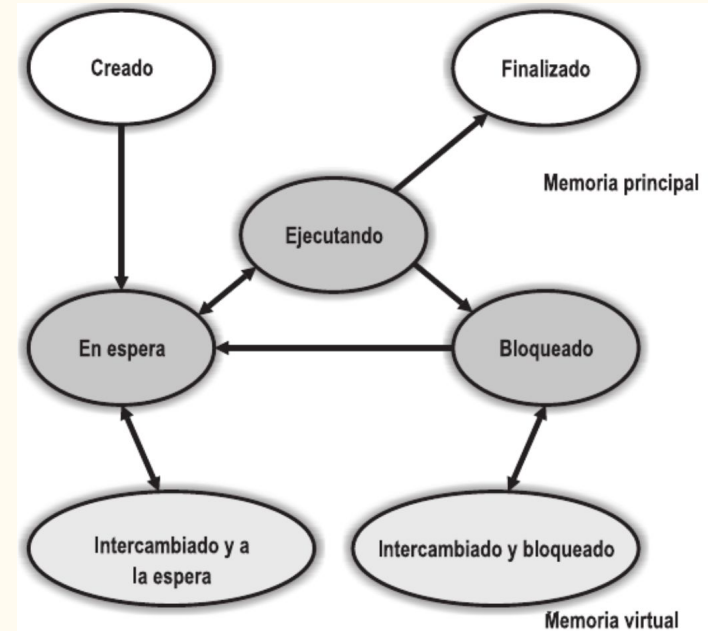 Creado
Finalizado
Memoria principal
Ejecutando
En espera
Bloqueado
Intercambiado y a
la espera
Intercambiado y bloqueado
Memoria virtual